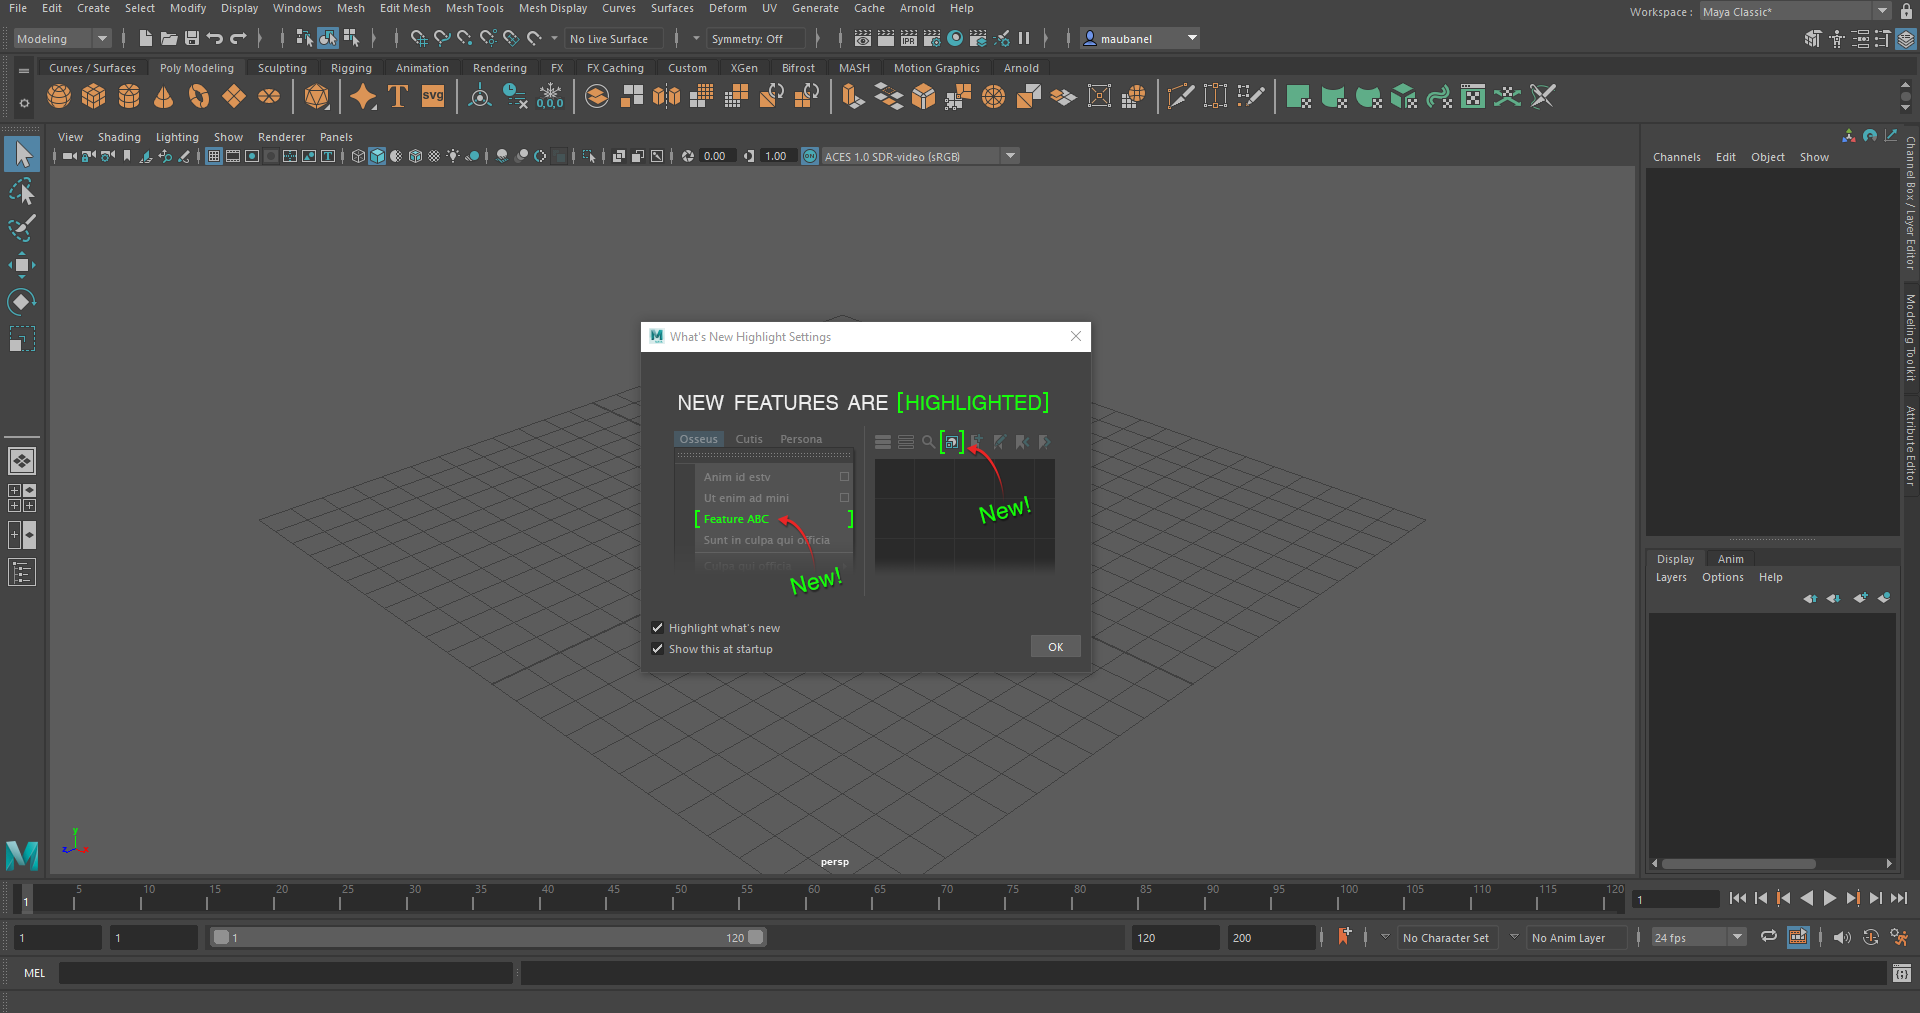 File Edit Create Select Modify Display Windows Mesh Edit Mesh Mesh Tools Mesh Display Curves Surfaces Deform UV Generate Cache Arnold Help
Workspace : Maya Classic*
Modeling No Live Surface Symmetry: Off IPR maubanel
Curves / Surfaces Poly Modeling Sculpting Rigging Animation Rendering FX FX Caching Custom XGen Bifrost MASH Motion Graphics Arnold
T SVG 0,0,0
View Shading Lighting Show Renderer Panels
0.00 1.00 ON ACES 1.0 SDR-video (sRGB)
Channels Edit Object Show
Channel Box / Layer Editor
Modeling Toolkit
Attribute Editor
What's New Highlight Settings
NEW FEATURES ARE [HIGHLIGHTED]
Osseus Cutis Persona
Anim id estv
Ut enim ad mini
Feature ABC
Sunt in culpa qui officia
Culpa qui officia
New!
New!
Highlight what's new
Show this at startup
OK
Display Anim
Layers Options Help
y
z x
persp
1 5 10 15 20 25 30 35 40 45 50 55 60 65 70 75 80 85 90 95 100 105 110 115 120
1
1 1 1 120 120 200 No Character Set No Anim Layer 24 fps
MEL